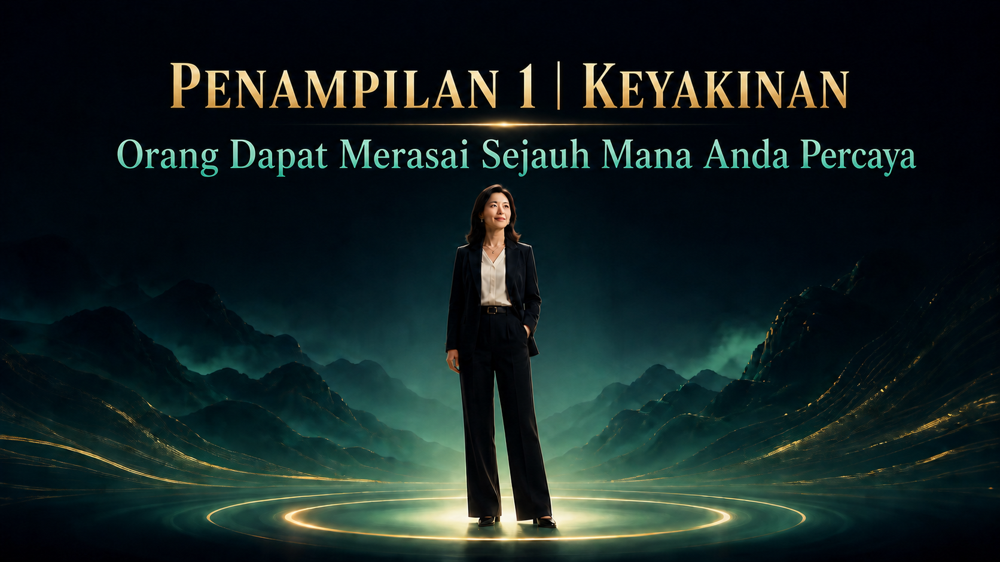 PENAMPILAN 1 | KEYAKINAN
Orang Dapat Merasai Sejauh Mana Anda Percaya